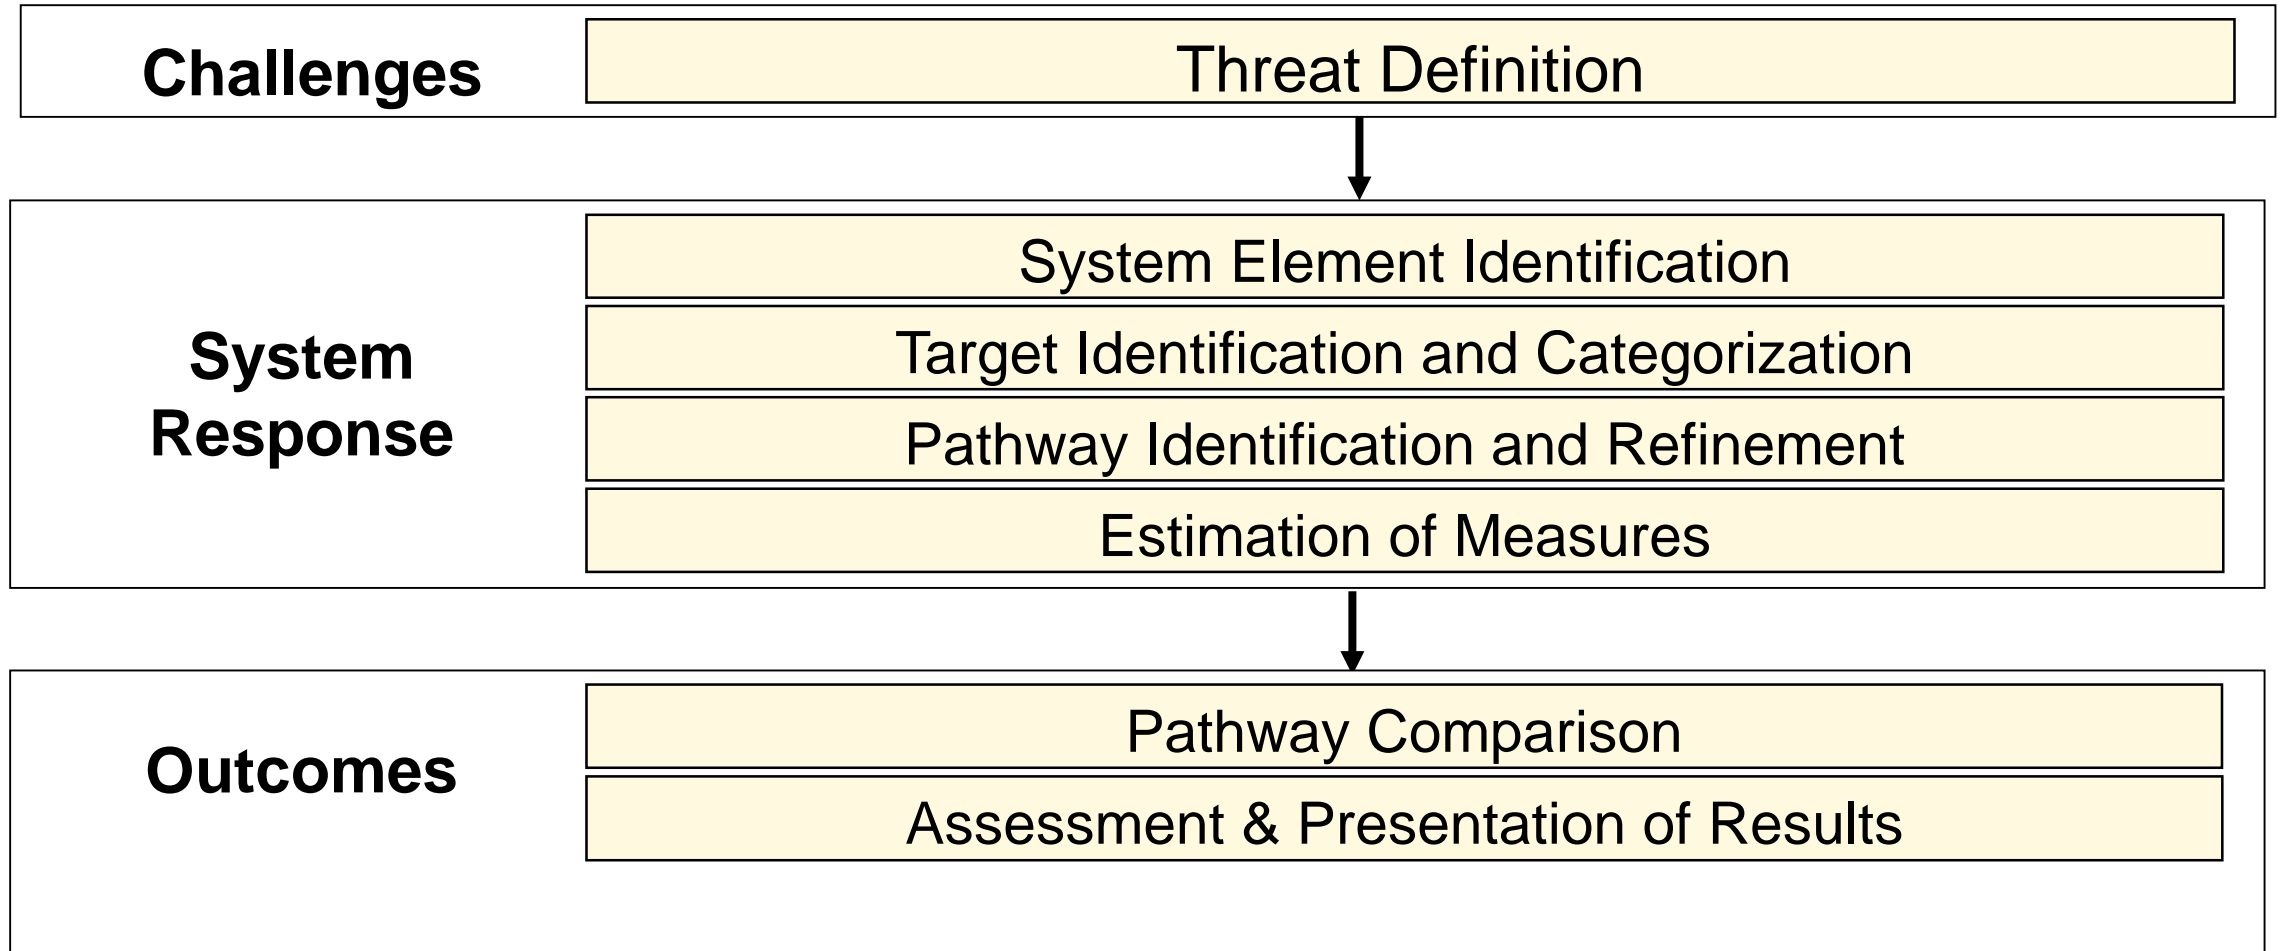 Challenges
Threat Definition
System
Response
System Element Identification
Target Identification and Categorization
Pathway Identification and Refinement
Estimation of Measures
Outcomes
Pathway Comparison
Assessment & Presentation of Results